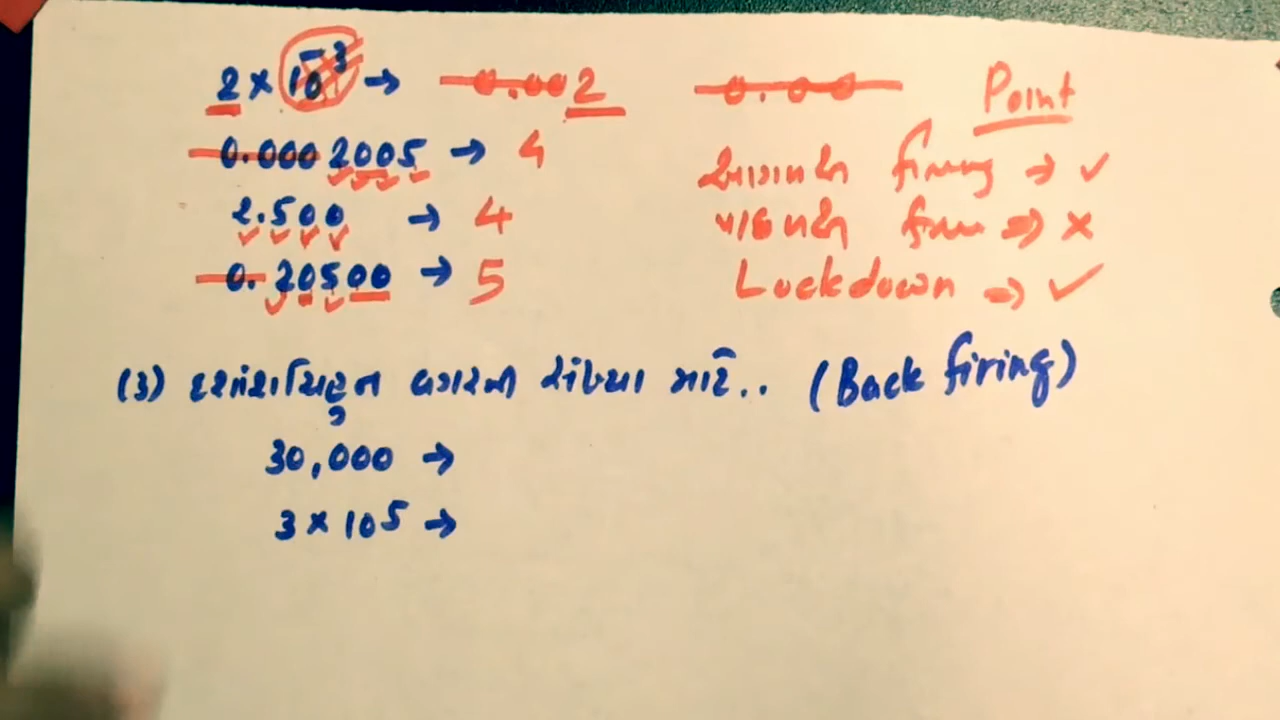 2 × 10⁻³ → 0.002 0.00 Point
0.0002005 → 4 આગળની firing → ✓
2.500 → 4 પાછળની firing → ×
0.20500 → 5 Lockdown → ✓
(3) દશાંશચિહ્ન વગરની સંખ્યા માટે.. (Back firing)
30,000 →
3 × 10⁵ →